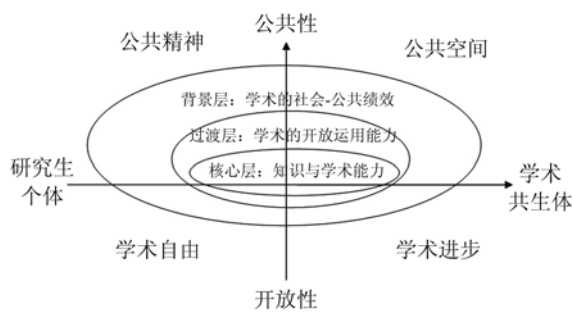 公共性
公共精神
公共空间
背景层：学术的社会-公共绩效
过渡层：学术的开放运用能力
核心层：知识与学术能力
研究生
个体
学术
共生体
学术自由
学术进步
开放性